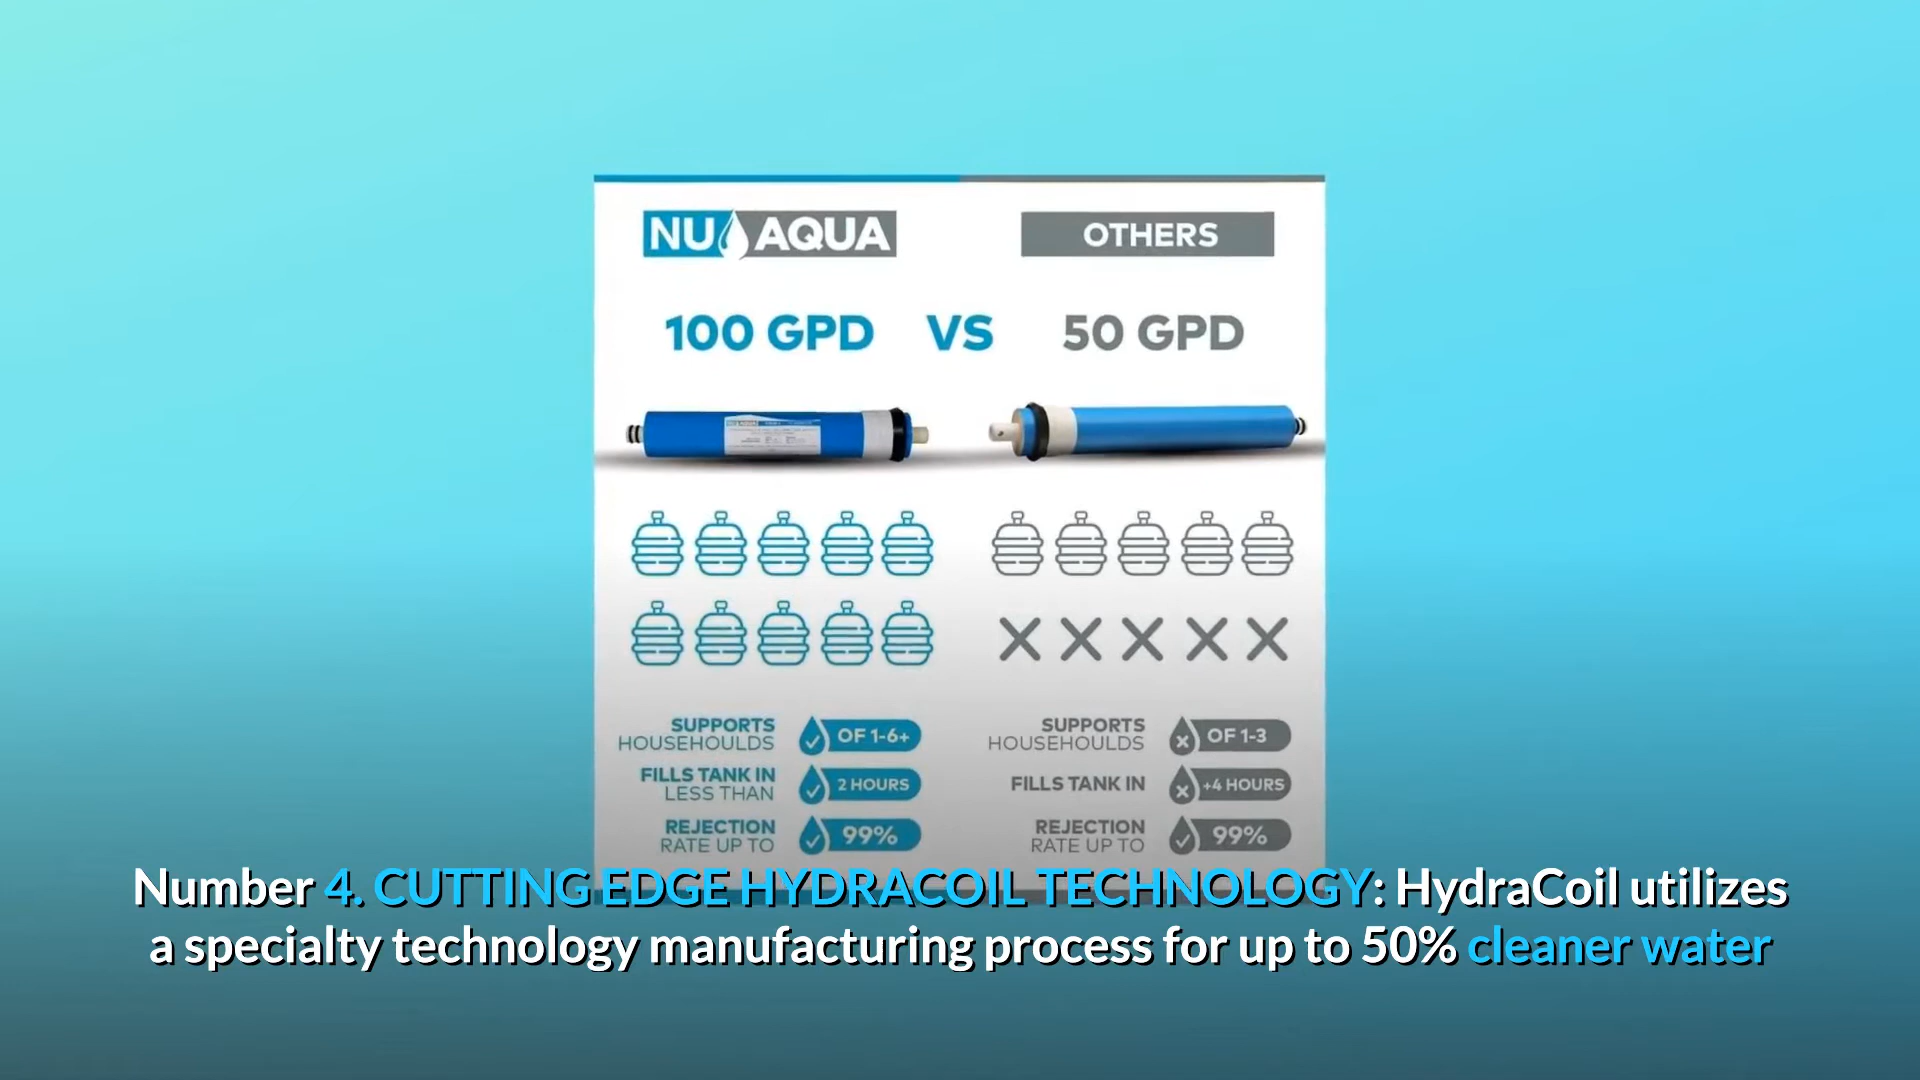 NU AQUA
OTHERS
100 GPD VS 50 GPD
NU AQUA
SUPPORTS
HOUSEHOULDS
OF 1-6+
SUPPORTS
HOUSEHOULDS
OF 1-3
FILLS TANK IN
LESS THAN
2 HOURS
FILLS TANK IN
+4 HOURS
REJECTION
RATE UP TO
99%
REJECTION
RATE UP TO
99%
Number 4. CUTTING EDGE HYDRACOIL TECHNOLOGY: HydraCoil utilizes
a specialty technology manufacturing process for up to 50% cleaner water